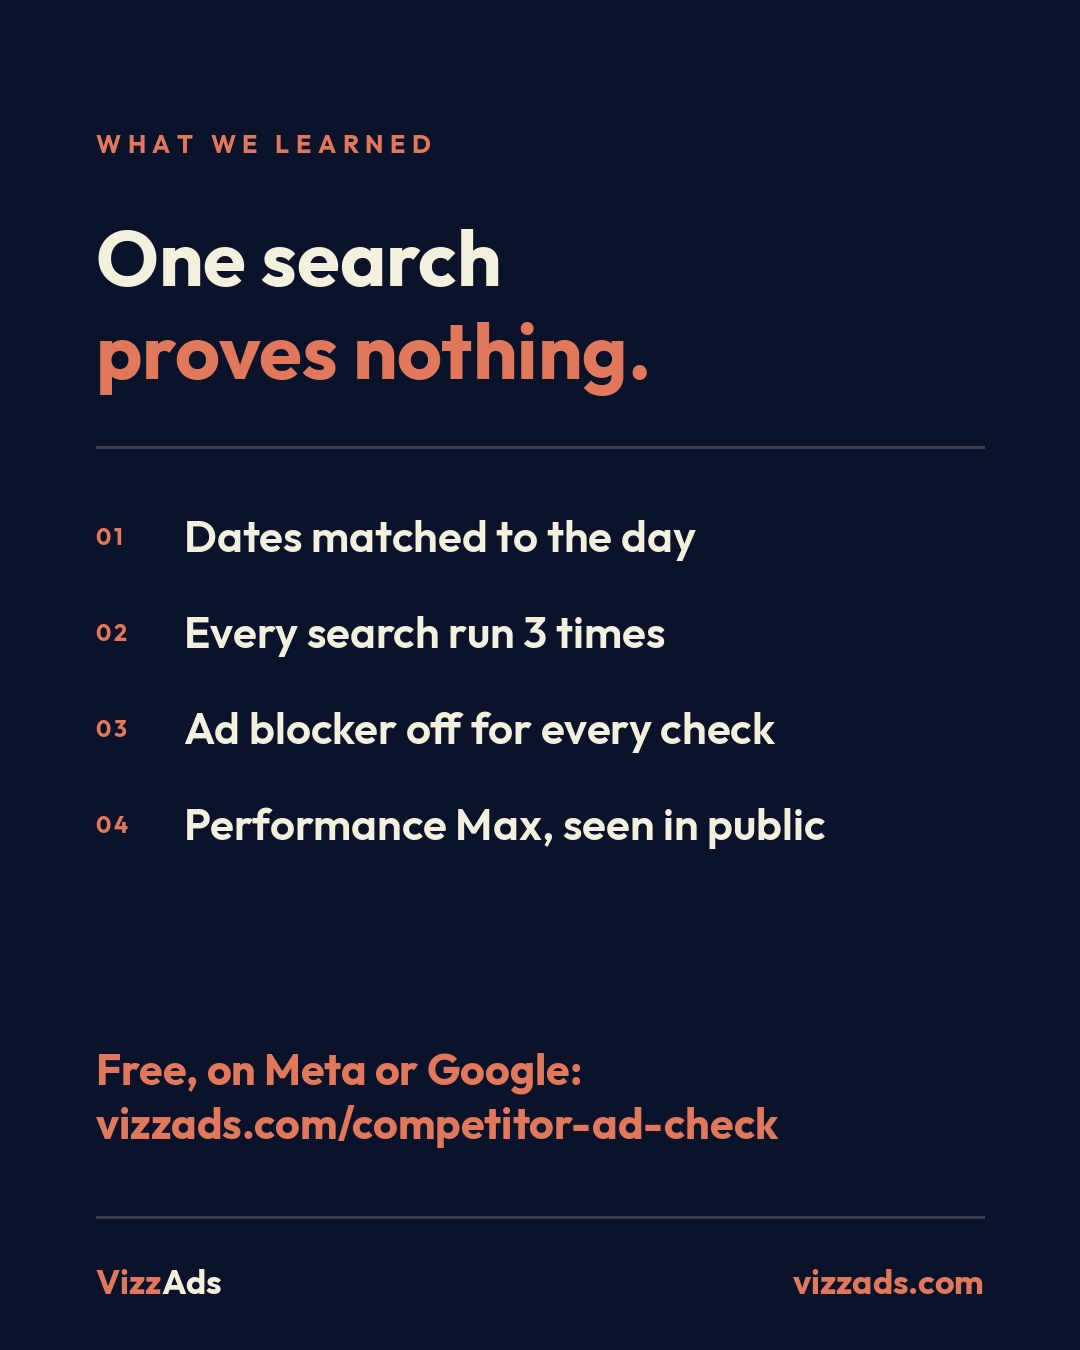 WHAT WE LEARNED
One search
proves nothing.
01 Dates matched to the day
02 Every search run 3 times
03 Ad blocker off for every check
04 Performance Max, seen in public
Free, on Meta or Google:
vizzads.com/competitor-ad-check
VizzAds vizzads.com